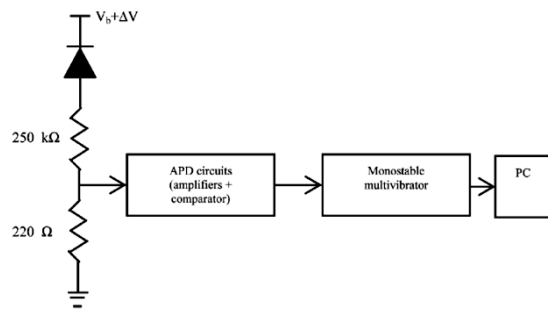 V_b+ΔV
250 kΩ
APD circuits
(amplifiers +
comparator)
Monostable
multivibrator
PC
220 Ω